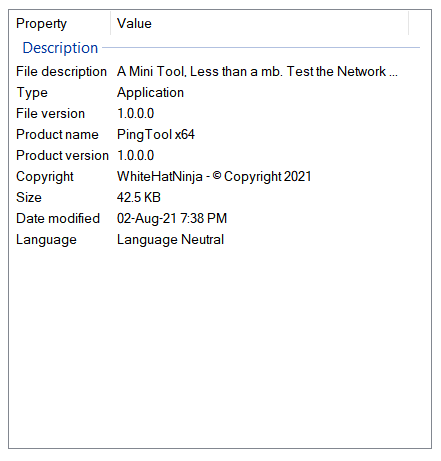 Property Value
Description
File description A Mini Tool, Less than a mb. Test the Network ...
Type Application
File version 1.0.0.0
Product name PingTool x64
Product version 1.0.0.0
Copyright WhiteHatNinja - © Copyright 2021
Size 42.5 KB
Date modified 02-Aug-21 7:38 PM
Language Language Neutral